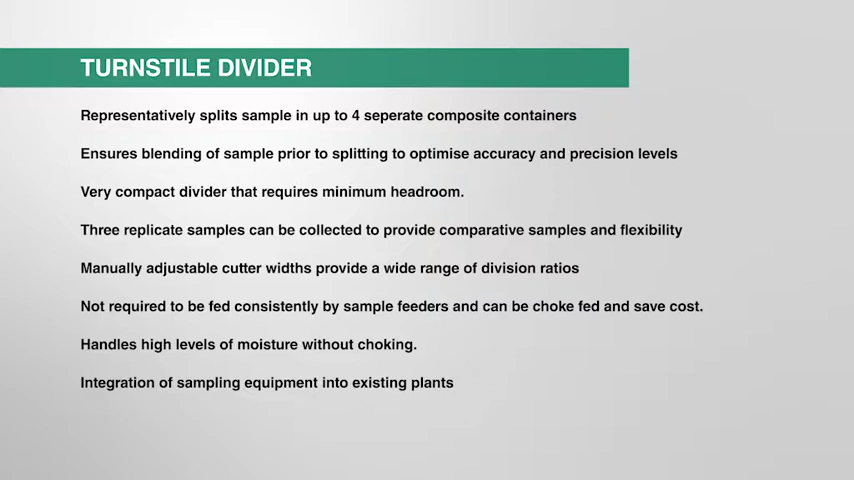 TURNSTILE DIVIDER
Representatively splits sample in up to 4 seperate composite containers
Ensures blending of sample prior to splitting to optimise accuracy and precision levels
Very compact divider that requires minimum headroom.
Three replicate samples can be collected to provide comparative samples and flexibility
Manually adjustable cutter widths provide a wide range of division ratios
Not required to be fed consistently by sample feeders and can be choke fed and save cost.
Handles high levels of moisture without choking.
Integration of sampling equipment into existing plants